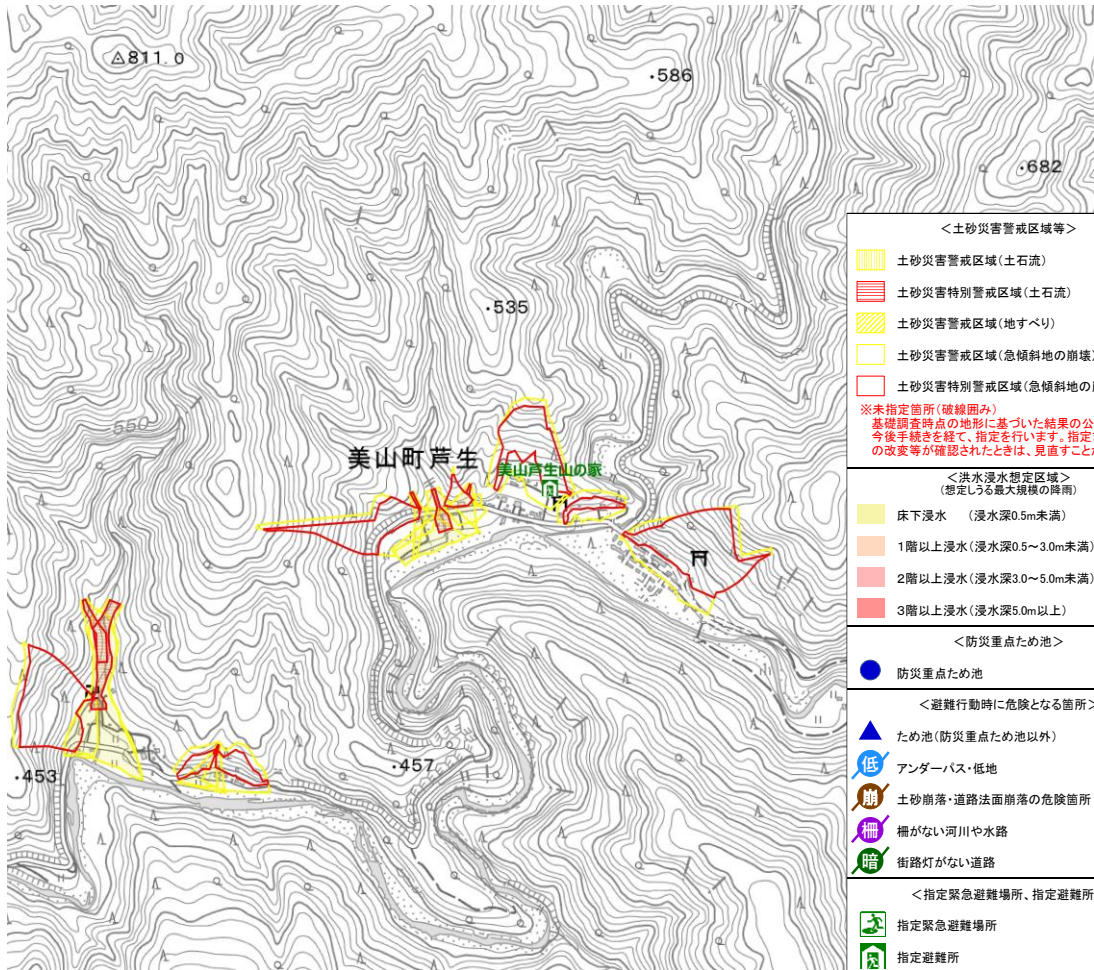 △811.0
・586
・682
・535
550
美山町芦生
美山芦生山の家
・453
・457
＜土砂災害警戒区域等＞
土砂災害警戒区域（土石流）
土砂災害特別警戒区域（土石流）
土砂災害警戒区域（地すべり）
土砂災害警戒区域（急傾斜地の崩壊）
土砂災害特別警戒区域（急傾斜地の
※未指定箇所（破線囲み）
基礎調査時点の地形に基づいた結果の公
今後手続きを経て、指定を行います。指定
の改変等が確認されたときは、見直すこと
＜洪水浸水想定区域＞
（想定しうる最大規模の降雨）
床下浸水　（浸水深0.5m未満）
1階以上浸水（浸水深0.5～3.0m未満）
2階以上浸水（浸水深3.0～5.0m未満）
3階以上浸水（浸水深5.0m以上）
＜防災重点ため池＞
防災重点ため池
＜避難行動時に危険となる箇所＞
ため池（防災重点ため池以外）
低 アンダーパス・低地
崩 土砂崩落・道路法面崩落の危険箇所
柵 柵がない河川や水路
暗 街路灯がない道路
＜指定緊急避難場所、指定避難所
指定緊急避難場所
指定避難所